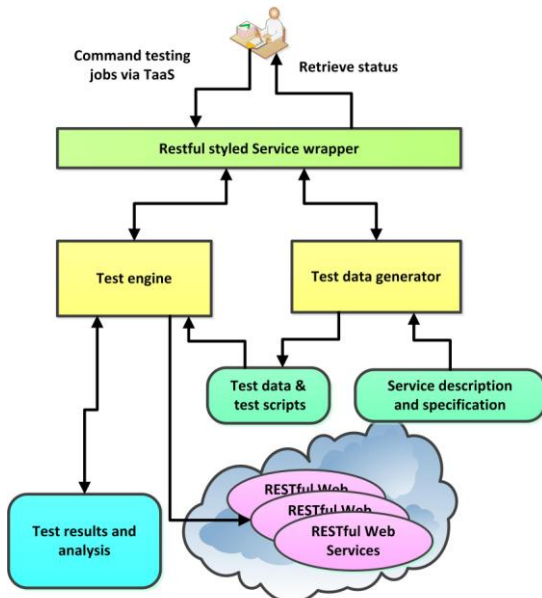 Command testing
jobs via TaaS
Retrieve status
Restful styled Service wrapper
Test engine
Test data generator
Test data &
test scripts
Service description
and specification
RESTful Web
RESTful Web
RESTful Web
Services
Test results and
analysis